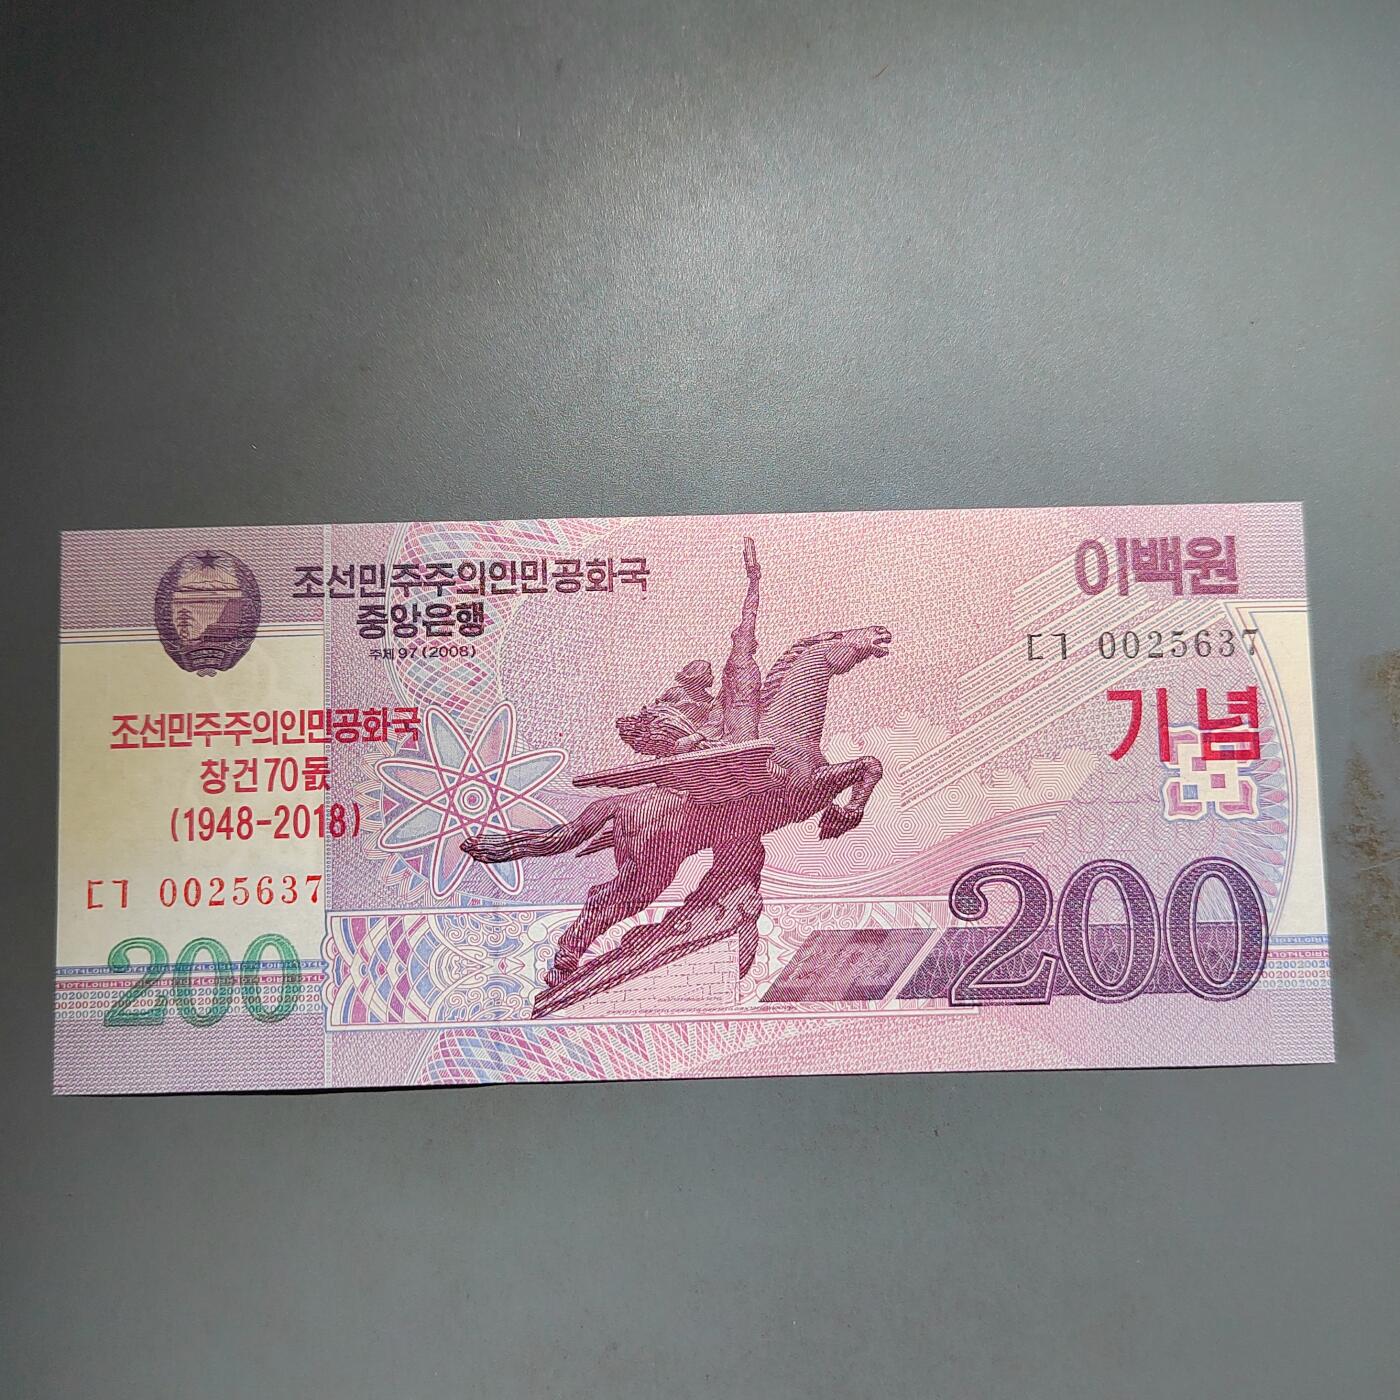 조선민주주의인민공화국
중앙은행
주체97(2008)
이백원
ㄷㄱ 0025637
기념
조선민주주의인민공화국
창건70돐
(1948-2018)
ㄷㄱ 0025637
200
200